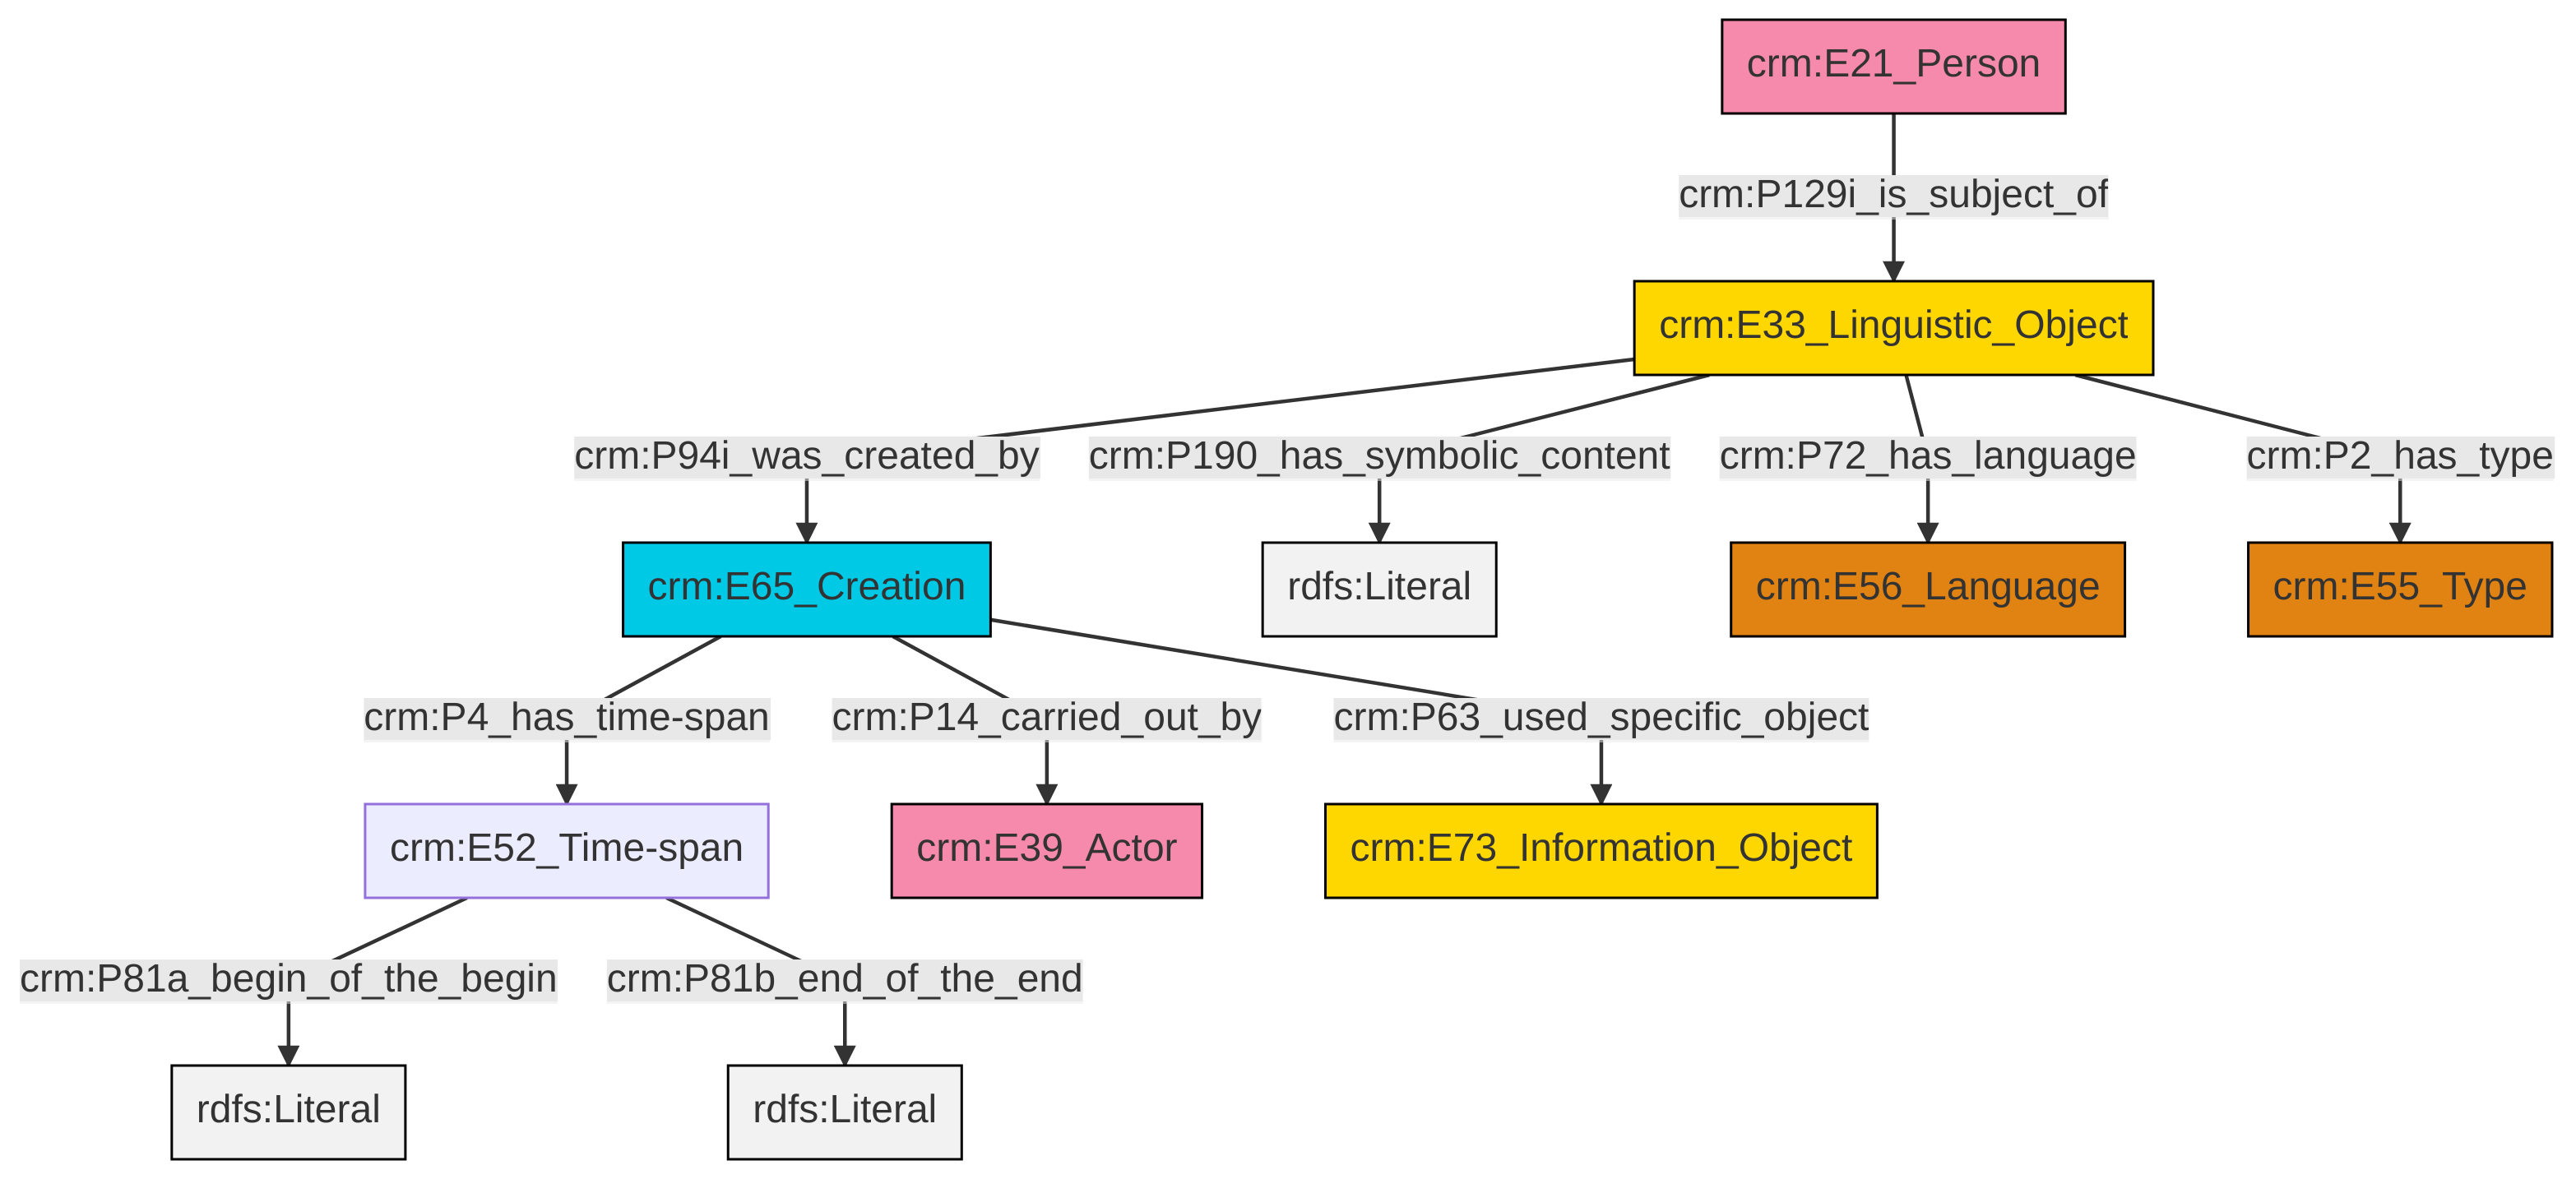 crm:E21_Person
crm:P129i_is_subject_of
crm:E33_Linguistic_Object
crm:P94i_was_created_by
crm:P190_has_symbolic_content
crm:P72_has_language
crm:P2_has_type
crm:E65_Creation
rdfs:Literal
crm:E56_Language
crm:E55_Type
crm:P4_has_time-span
crm:P14_carried_out_by
crm:P63_used_specific_object
crm:E52_Time-span
crm:E39_Actor
crm:E73_Information_Object
crm:P81a_begin_of_the_begin
crm:P81b_end_of_the_end
rdfs:Literal
rdfs:Literal